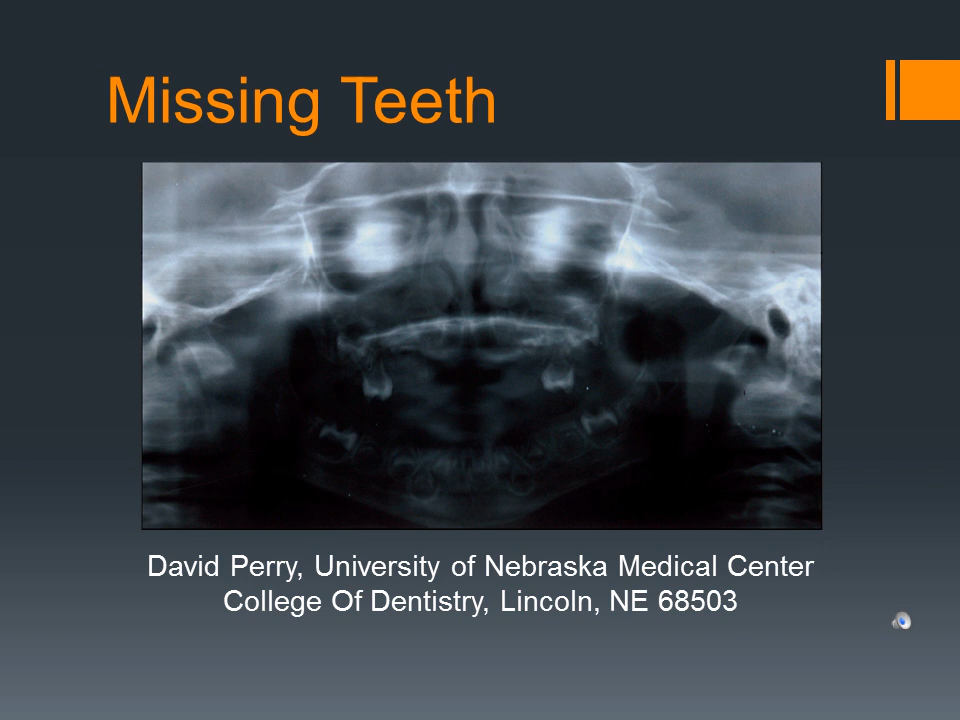 Missing Teeth
David Perry, University of Nebraska Medical Center
College Of Dentistry, Lincoln, NE 68503